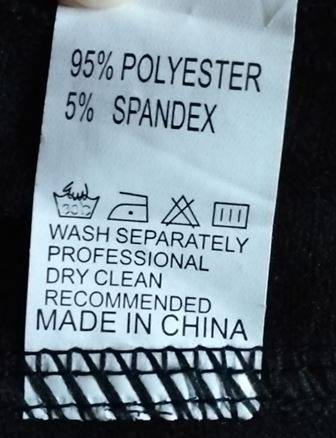 95% POLYESTER
5% SPANDEX
30°C
WASH SEPARATELY
PROFESSIONAL
DRY CLEAN
RECOMMENDED
MADE IN CHINA